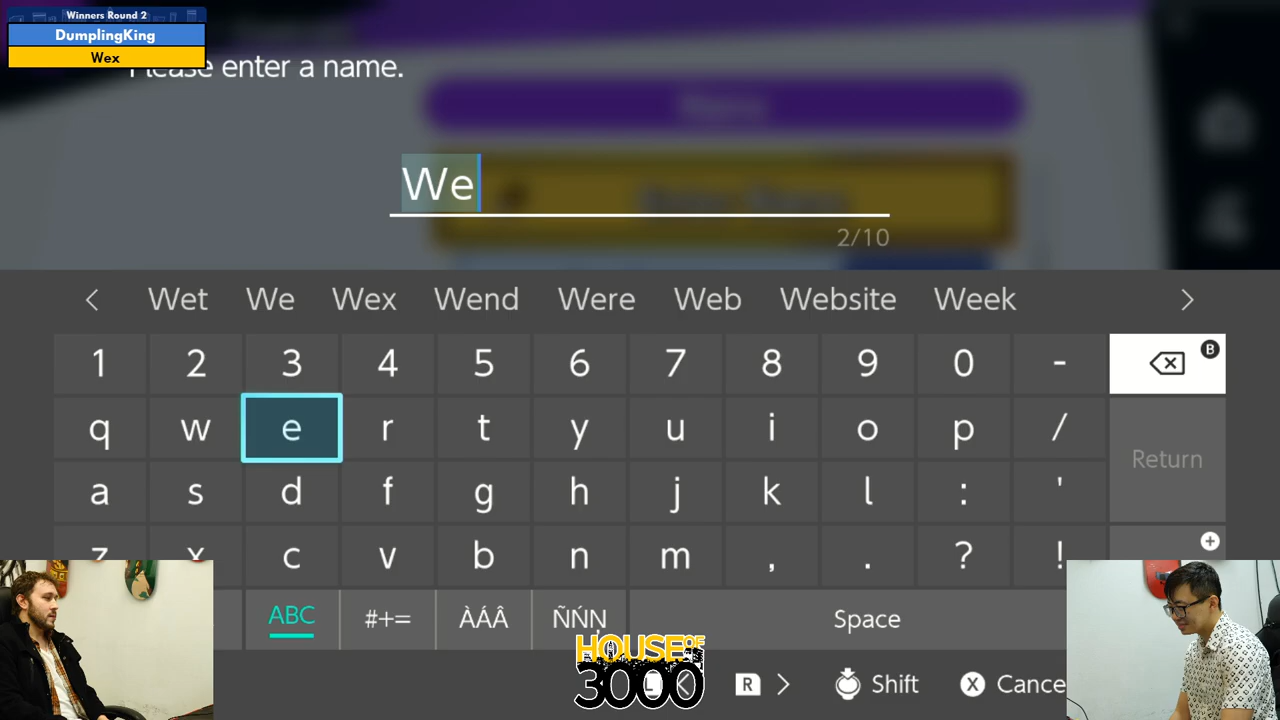 Winners Round 2
DumplingKing
Wex
Please enter a name.
We
2/10
Wet We Wex Wend Were Web Website Week
1 2 3 4 5 6 7 8 9 0 -
B
q w e r t y u i o p /
Return
a s d f g h j k l : '
z x c v b n m , . ? !
+
ABC #+= ÀÁÂ ÑŃŅ Space
HOUSE OF
3000
L R Shift X Cance